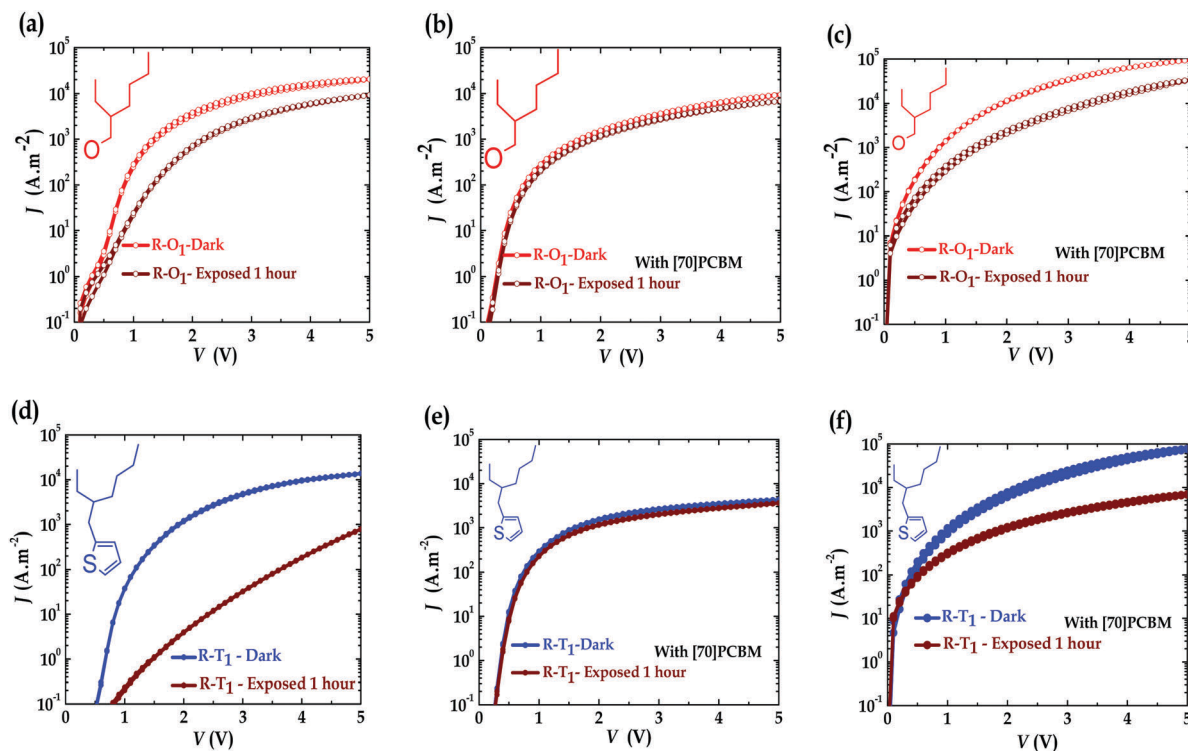 (a)
10⁵
10⁴
10³
10²
10¹
10⁰
10⁻¹
J (A.m⁻²)
O
R-O₁-Dark
R-O₁- Exposed 1 hour
0 1 2 3 4 5
V (V)
(b)
10⁵
10⁴
10³
10²
10¹
10⁰
10⁻¹
J (A.m⁻²)
O
R-O₁-Dark
With [70]PCBM
R-O₁- Exposed 1 hour
0 1 2 3 4 5
V (V)
(c)
10⁵
10⁴
10³
10²
10¹
10⁰
10⁻¹
J (A.m⁻²)
O
R-O₁-Dark
With [70]PCBM
R-O₁- Exposed 1 hour
0 1 2 3 4 5
V (V)
(d)
10⁵
10⁴
10³
10²
10¹
10⁰
10⁻¹
J (A.m⁻²)
S
R-T₁ - Dark
R-T₁ - Exposed 1 hour
0 1 2 3 4 5
V (V)
(e)
10⁵
10⁴
10³
10²
10¹
10⁰
10⁻¹
J (A.m⁻²)
S
R-T₁-Dark
With [70]PCBM
R-T₁ - Exposed 1 hour
0 1 2 3 4 5
V (V)
(f)
10⁵
10⁴
10³
10²
10¹
10⁰
10⁻¹
J (A.m⁻²)
S
R-T₁ - Dark
With [70]PCBM
R-T₁ - Exposed 1 hour
0 1 2 3 4 5
V (V)